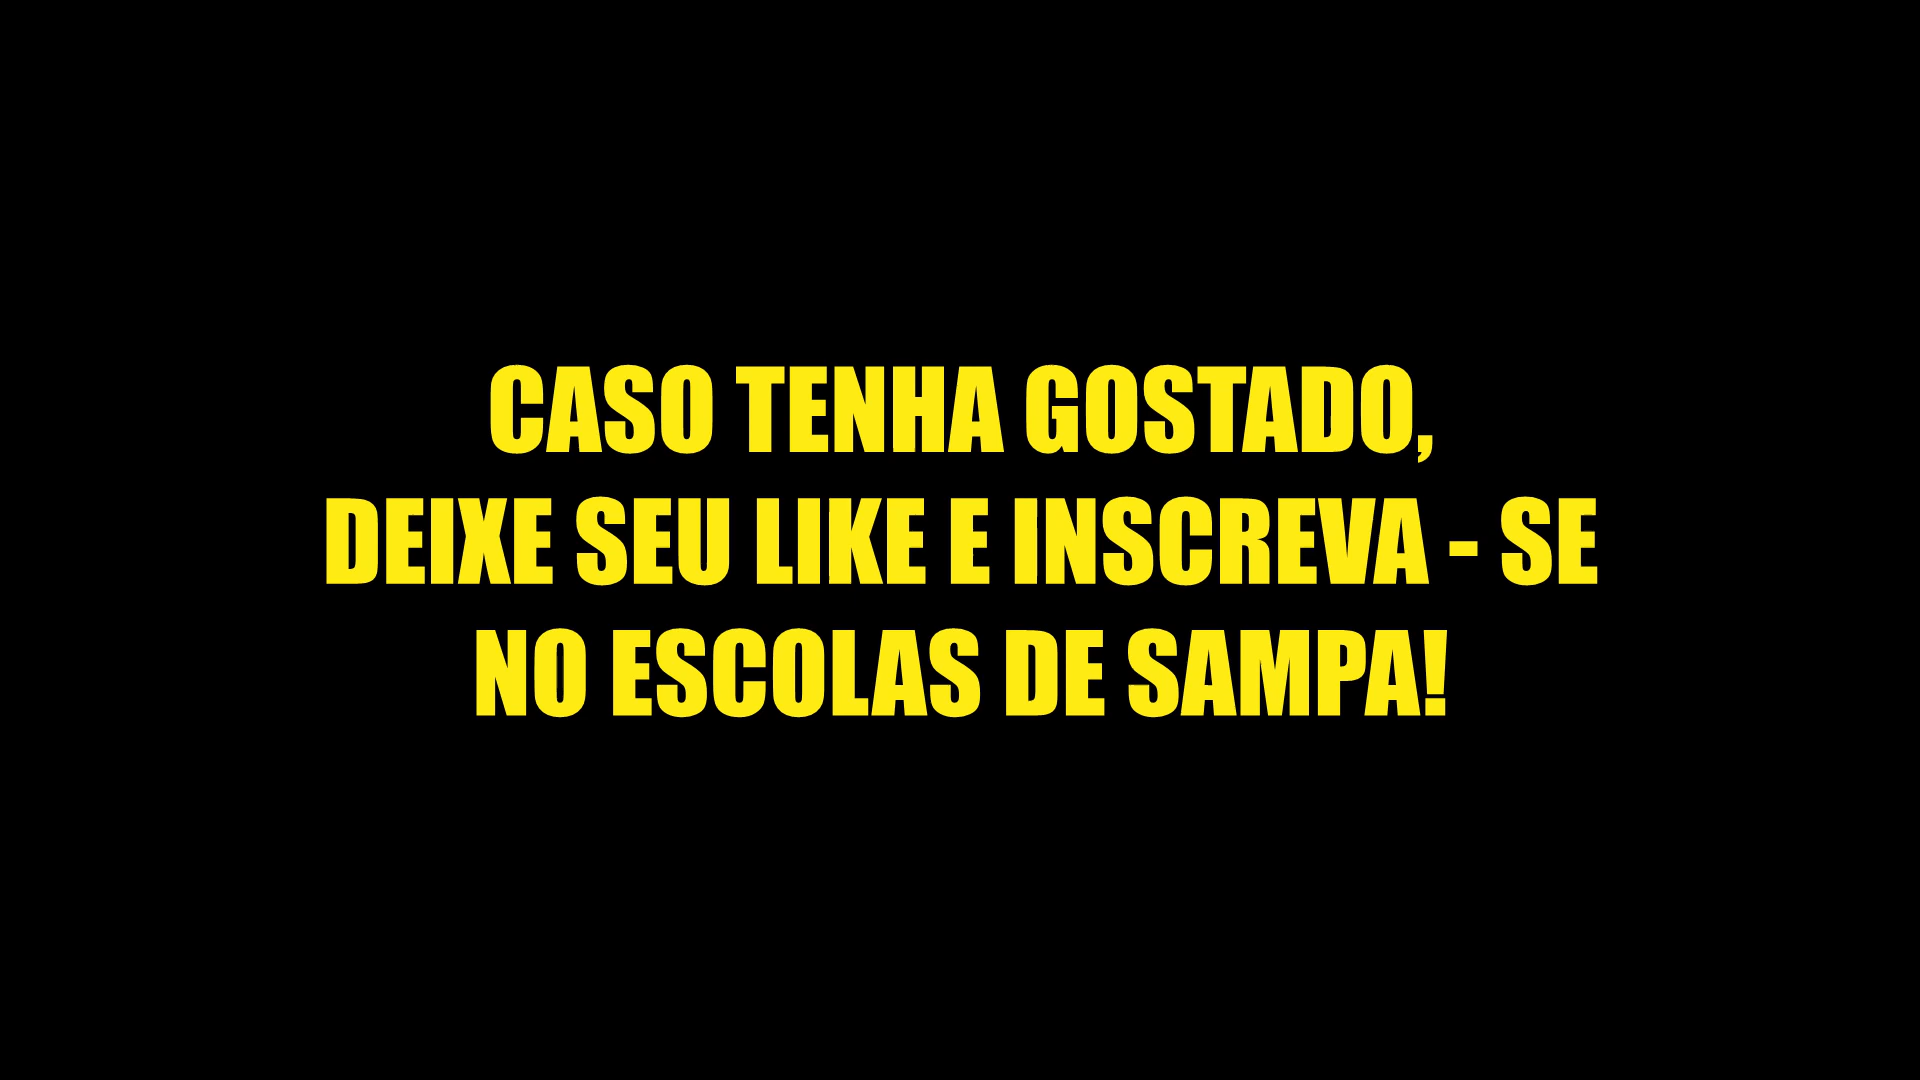 CASO TENHA GOSTADO,
DEIXE SEU LIKE E INSCREVA - SE
NO ESCOLAS DE SAMPA!